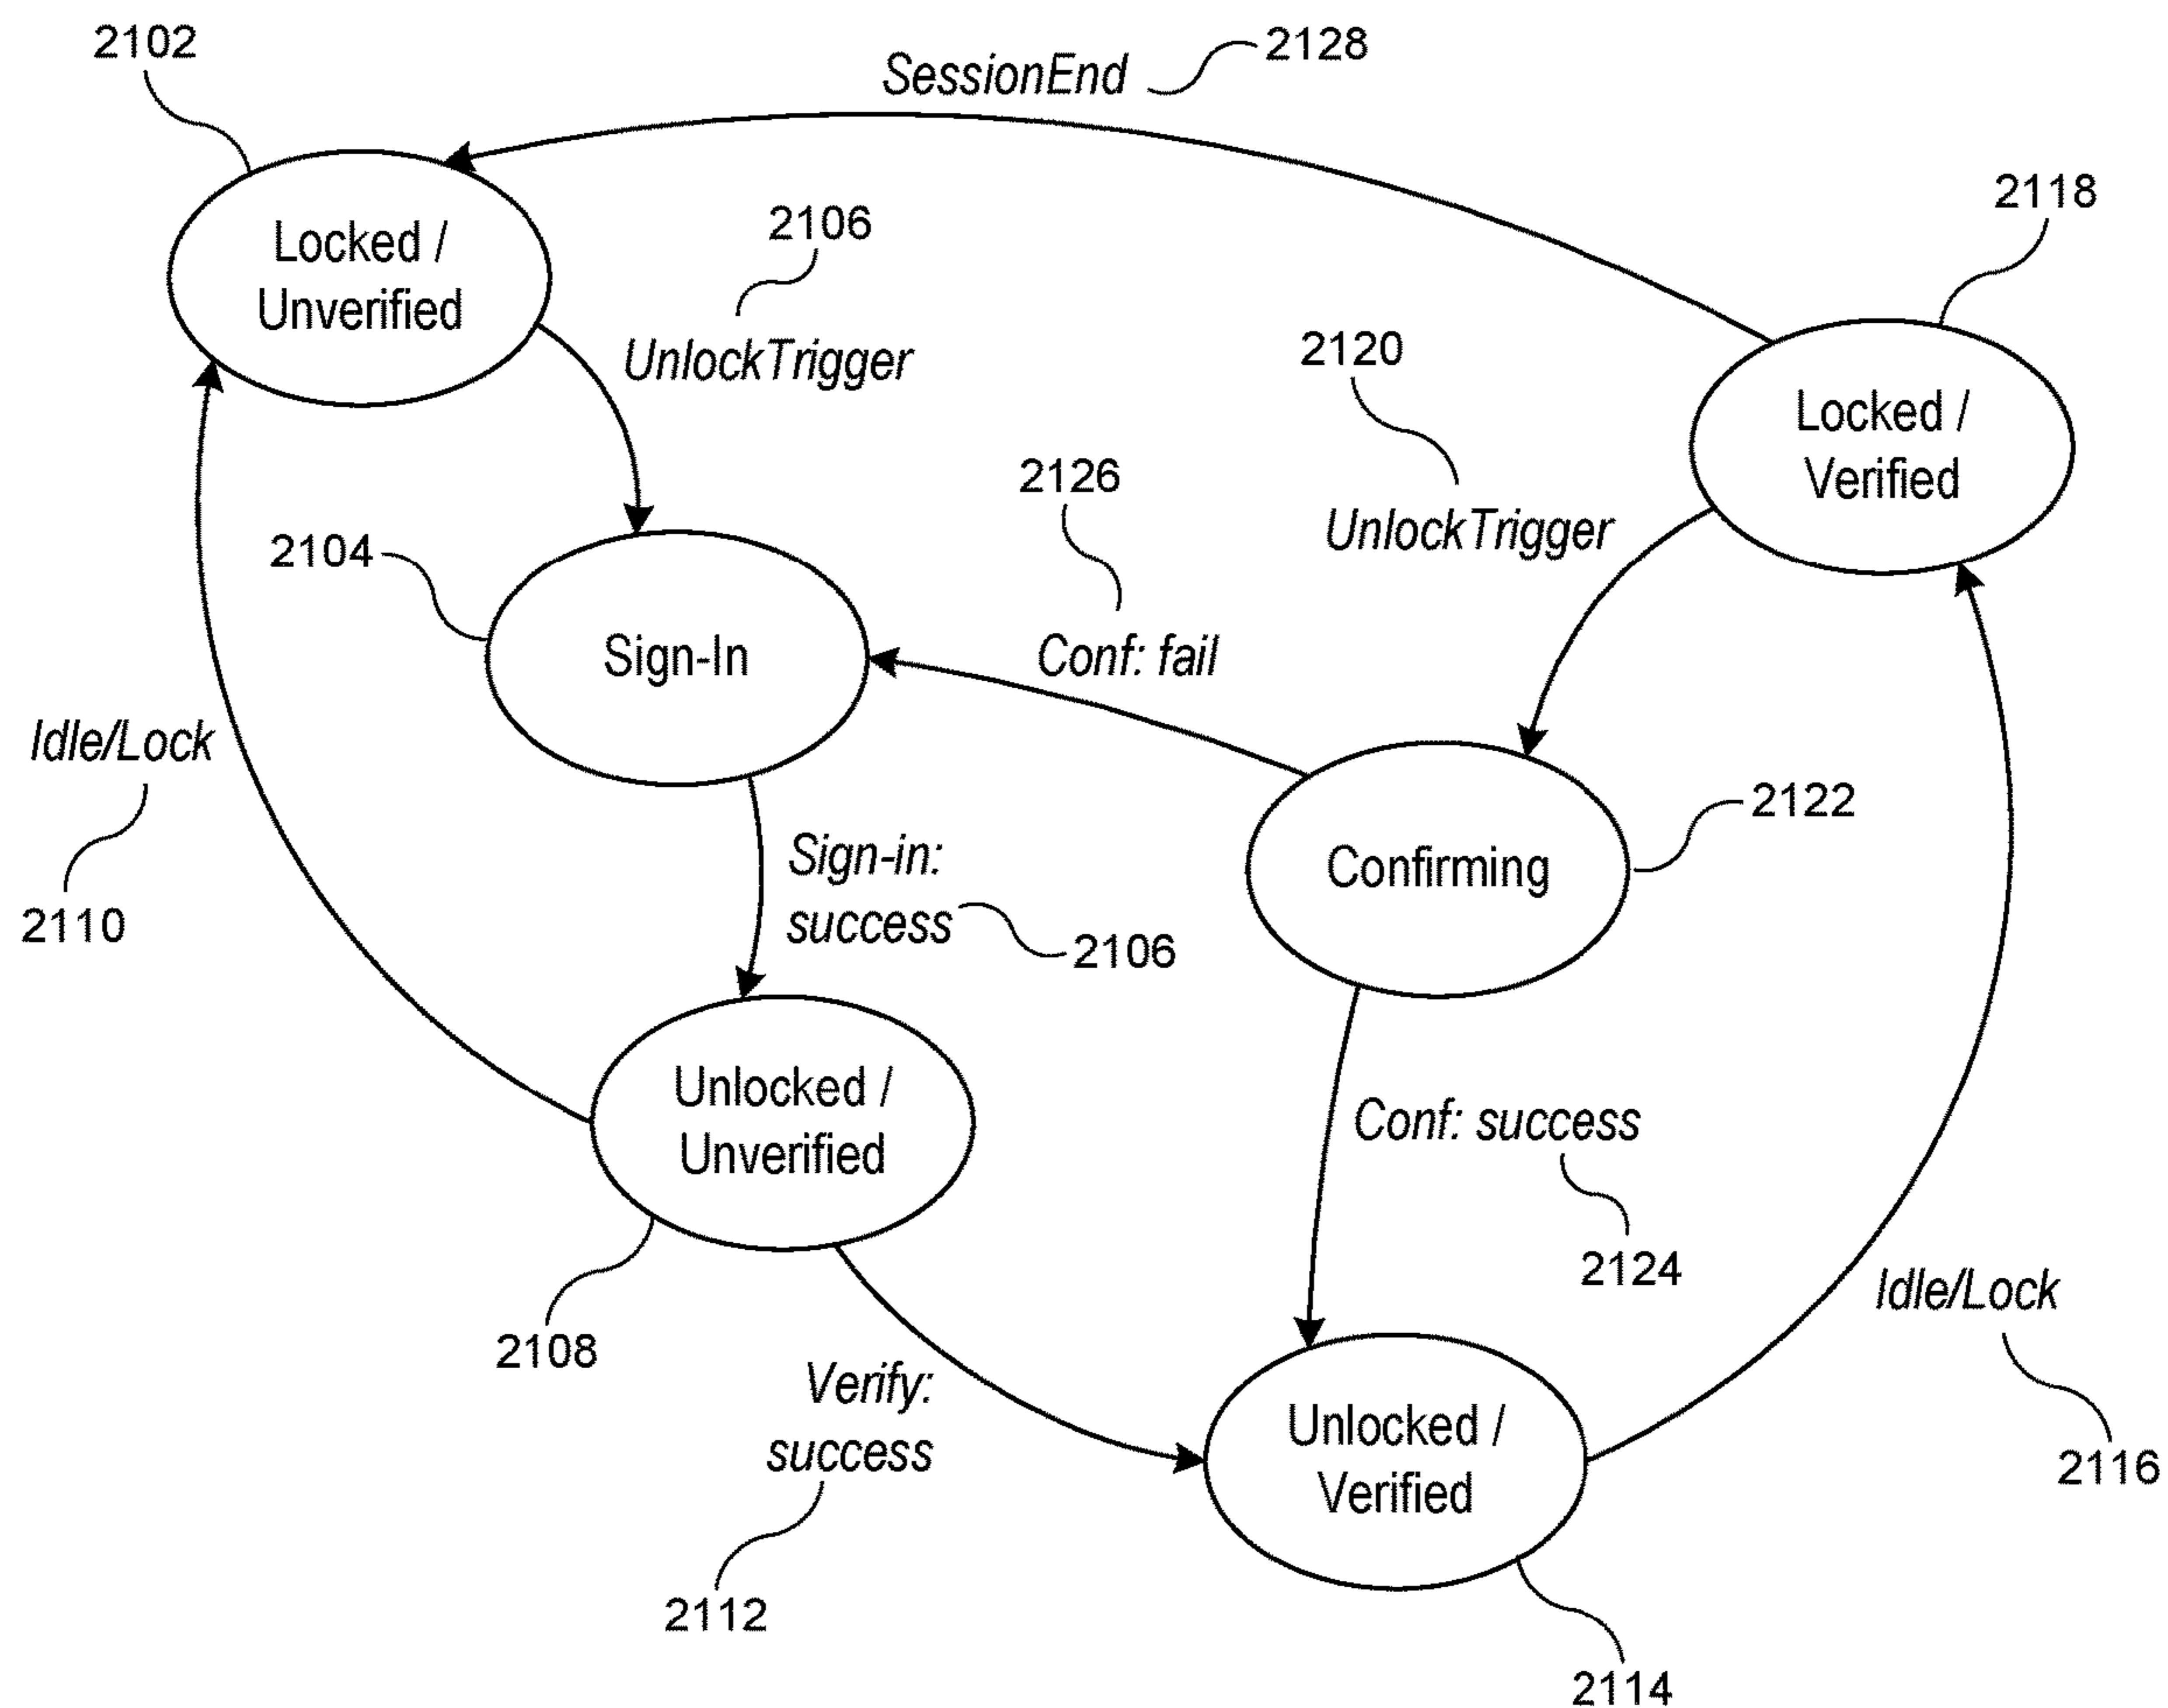 2102
SessionEnd
2128
Locked /
Unverified
2106
UnlockTrigger
2118
2120
UnlockTrigger
Locked /
Verified
2126
Conf: fail
2104
Sign-In
Idle/Lock
2110
Confirming
2122
Sign-in:
success
2106
Unlocked /
Unverified
2108
Conf: success
2124
Idle/Lock
2116
Verify:
success
2112
Unlocked /
Verified
2114